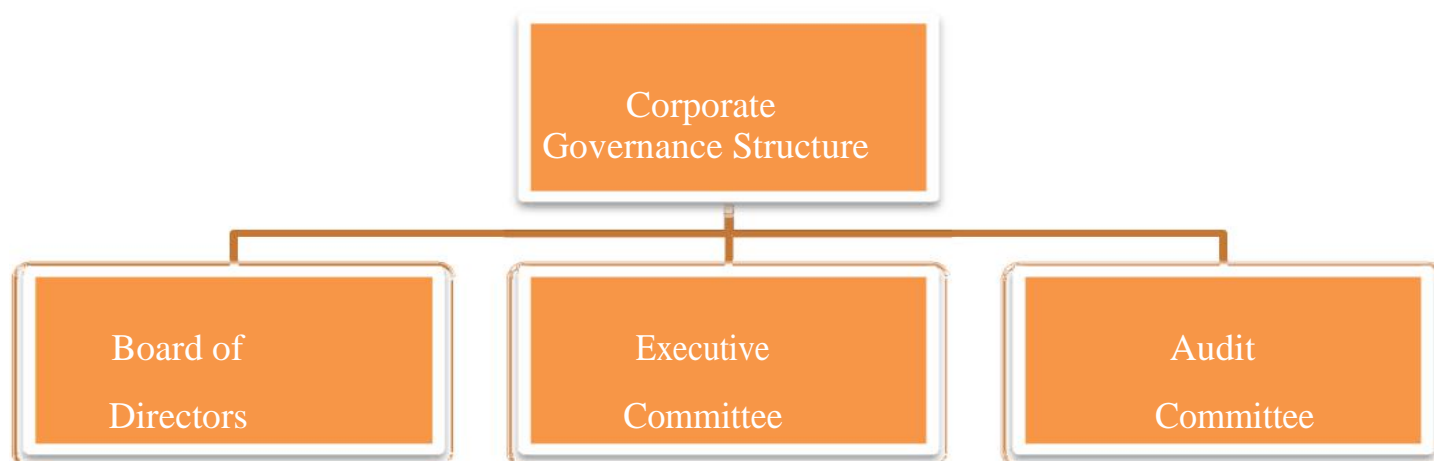 Corporate
Governance Structure
Board of
Directors
Executive
Committee
Audit
Committee